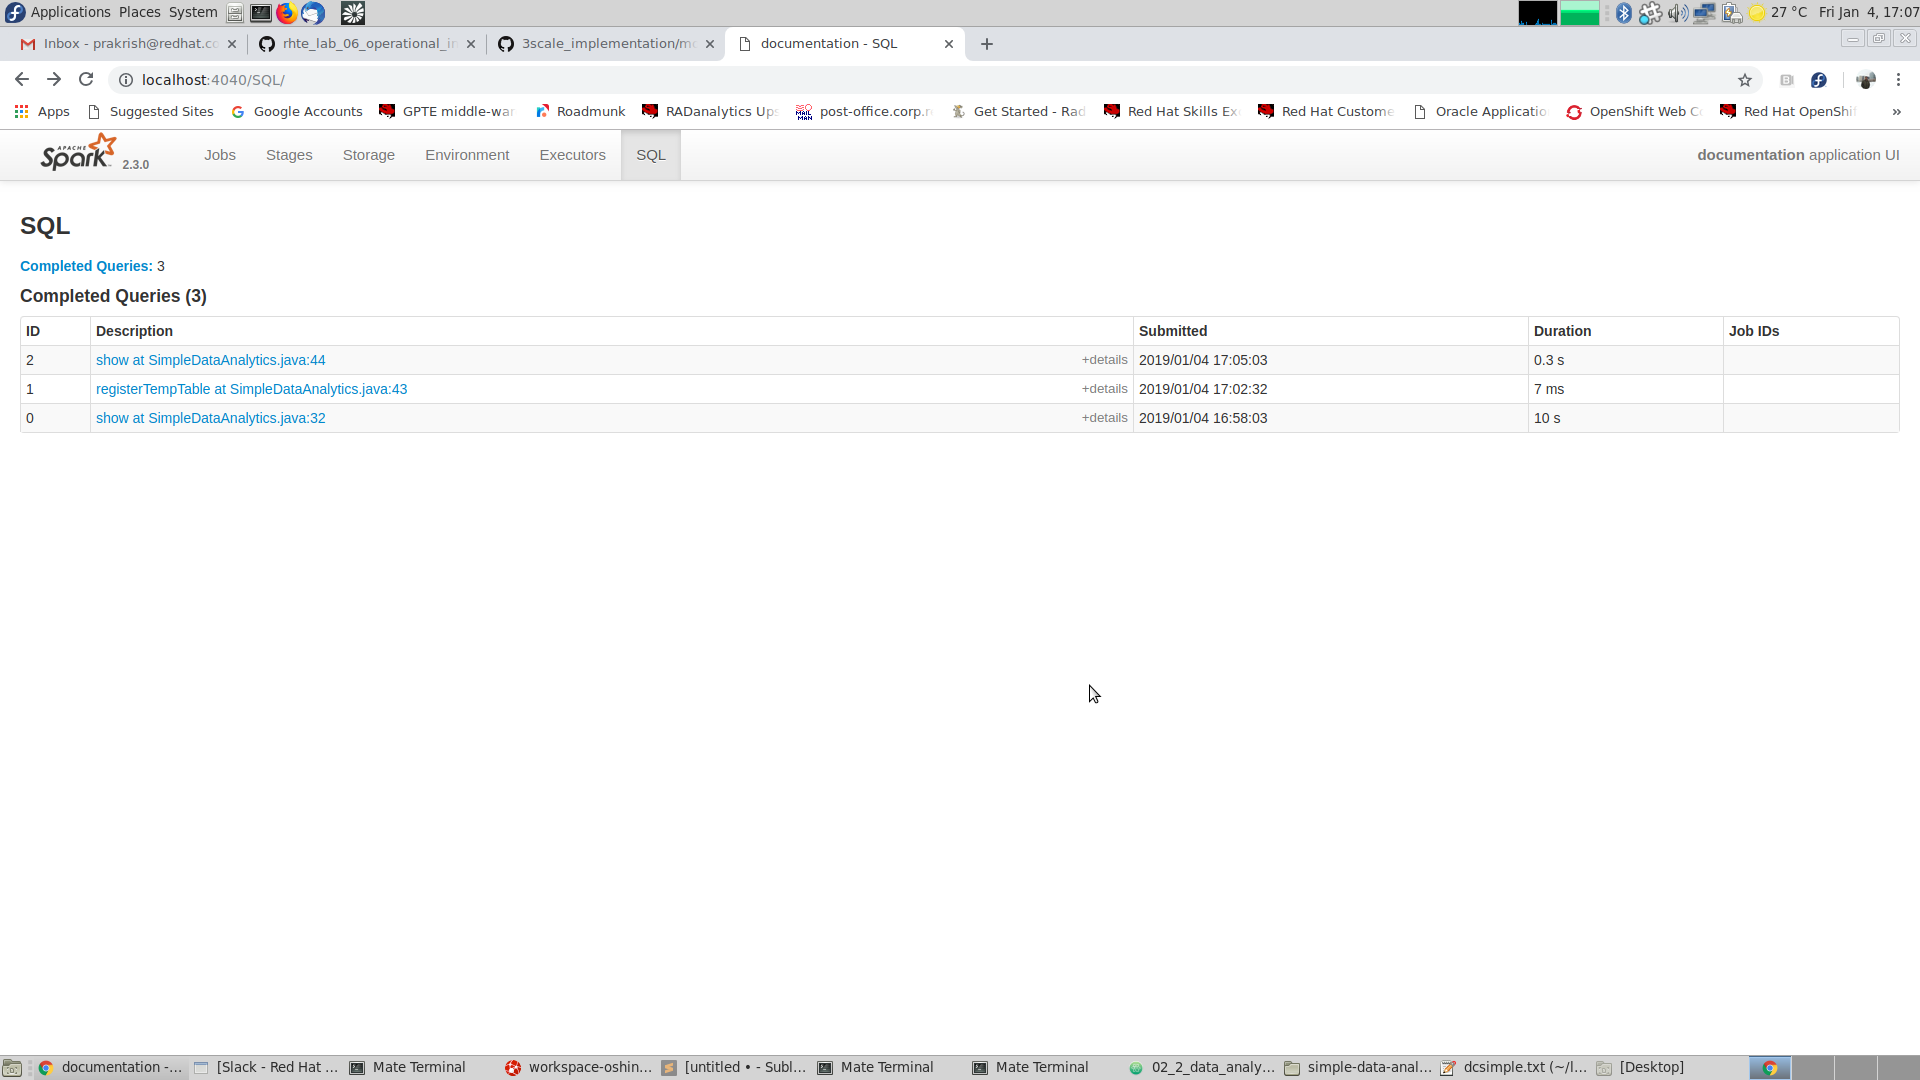 Applications Places System 27 °C Fri Jan 4, 17:07
Inbox - prakrish@redhat.co rhte_lab_06_operational_in 3scale_implementation/mo documentation - SQL
localhost:4040/SQL/
Apps Suggested Sites Google Accounts GPTE middle-war Roadmunk RADanalytics Ups post-office.corp.r Get Started - Rad Red Hat Skills Ex Red Hat Custome Oracle Applicatio OpenShift Web Co Red Hat OpenShif »
APACHE Spark 2.3.0 Jobs Stages Storage Environment Executors SQL documentation application UI
SQL
Completed Queries: 3
Completed Queries (3)
ID Description Submitted Duration Job IDs
2 show at SimpleDataAnalytics.java:44 +details 2019/01/04 17:05:03 0.3 s
1 registerTempTable at SimpleDataAnalytics.java:43 +details 2019/01/04 17:02:32 7 ms
0 show at SimpleDataAnalytics.java:32 +details 2019/01/04 16:58:03 10 s
documentation -... [Slack - Red Hat ... Mate Terminal workspace-oshin... [untitled • - Subl... Mate Terminal Mate Terminal 02_2_data_analy... simple-data-anal... dcsimple.txt (~/l... [Desktop]